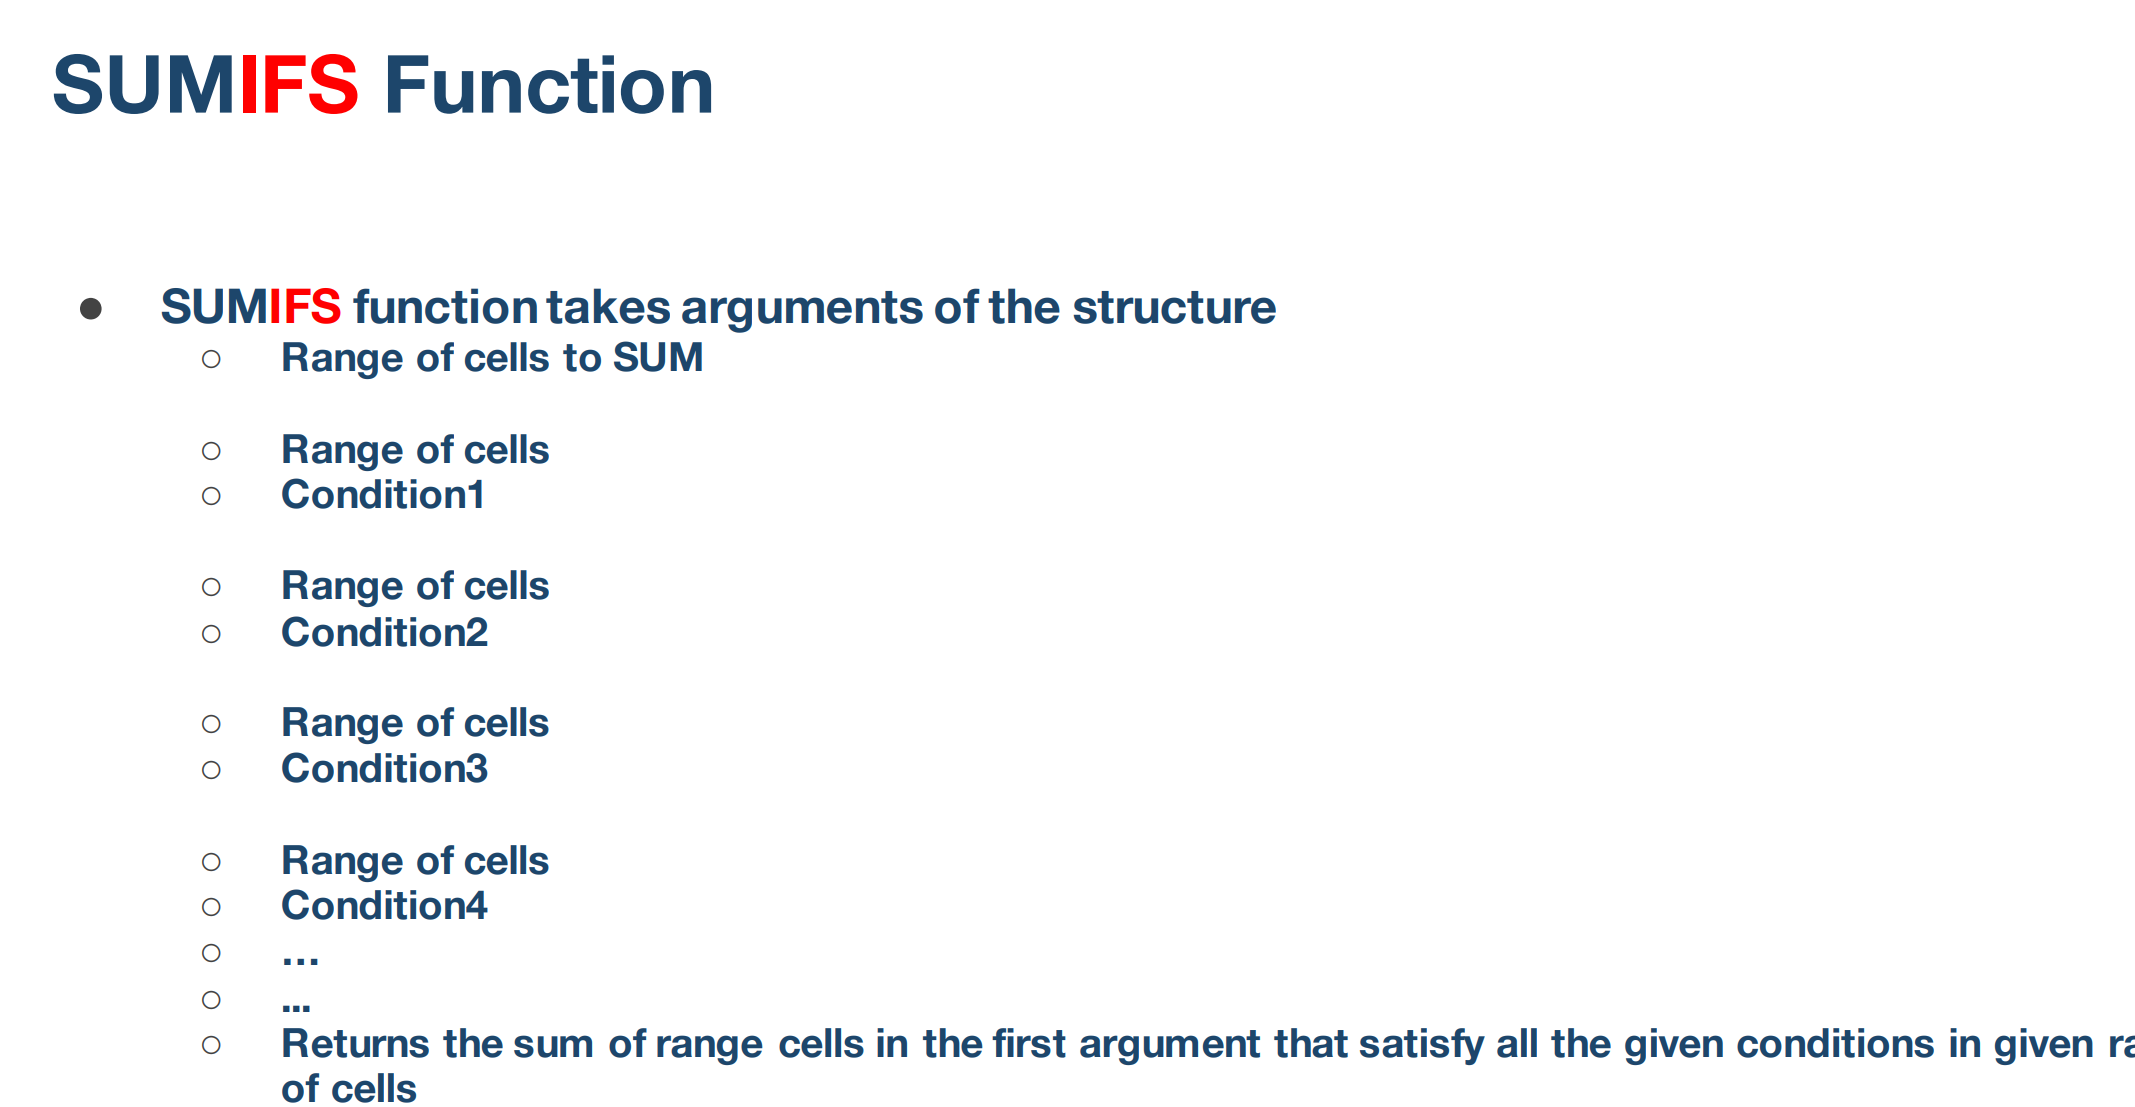 SUMIFS Function
● SUMIFS function takes arguments of the structure
○ Range of cells to SUM
○ Range of cells
○ Condition1
○ Range of cells
○ Condition2
○ Range of cells
○ Condition3
○ Range of cells
○ Condition4
○ ...
○ ...
○ Returns the sum of range cells in the first argument that satisfy all the given conditions in given
of cells